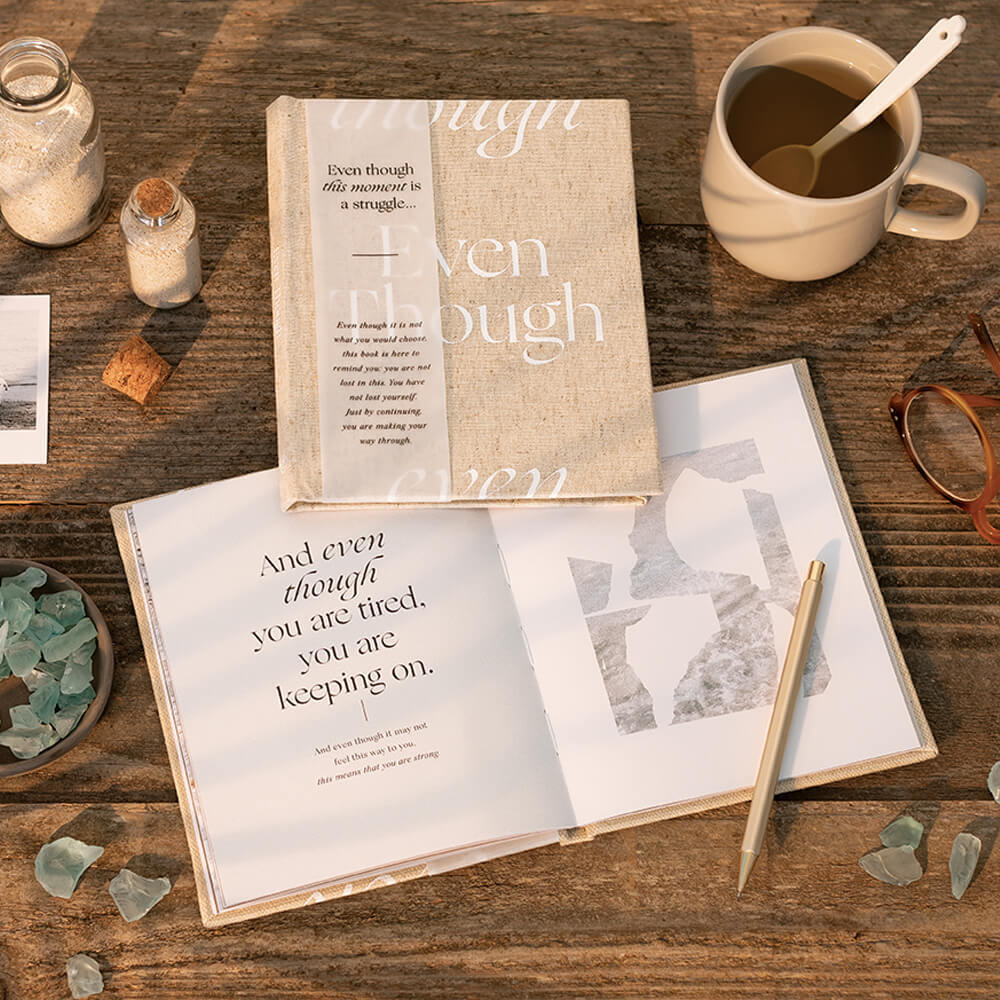 though
Even though
this moment is
a struggle...
Even
Though
Even though it is not
what you would choose,
this book is here to
remind you: you are not
lost in this. You have
not lost yourself.
Just by continuing,
you are making your
way through.
even
And even
though
you are tired,
you are
keeping on.
And even though it may not
feel this way to you,
this means that you are strong